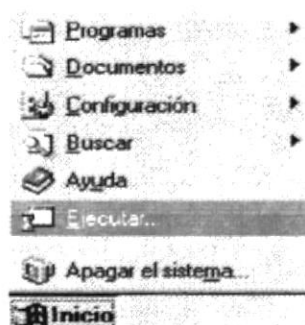 Programas
Documentos
Configuración
Buscar
Ayuda
Ejecutar...
Apagar el sistema...
Inicio